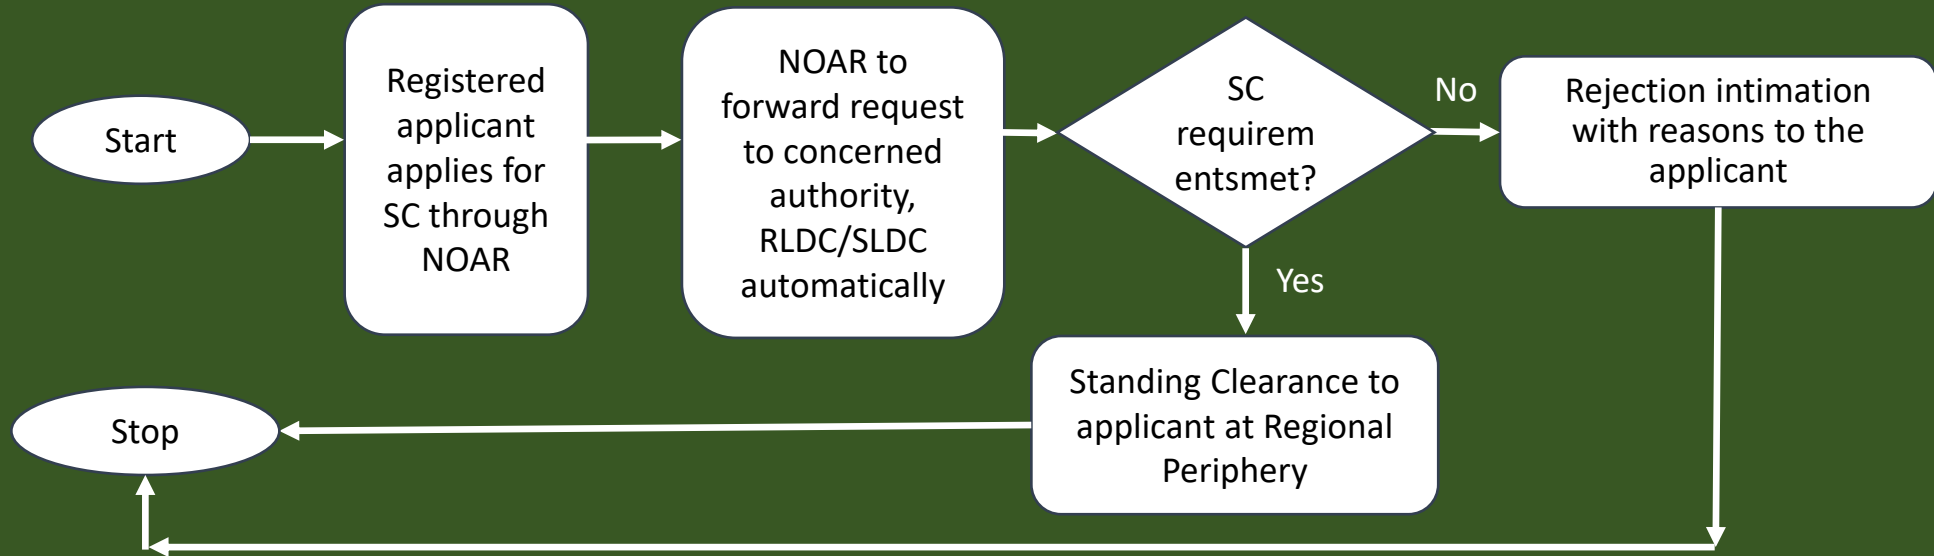 Start
Registered
applicant
applies for
SC through
NOAR
NOAR to
forward request
to concerned
authority,
RLDC/SLDC
automatically
SC
requirem
entsmet?
No
Rejection intimation
with reasons to the
applicant
Yes
Standing Clearance to
applicant at Regional
Periphery
Stop